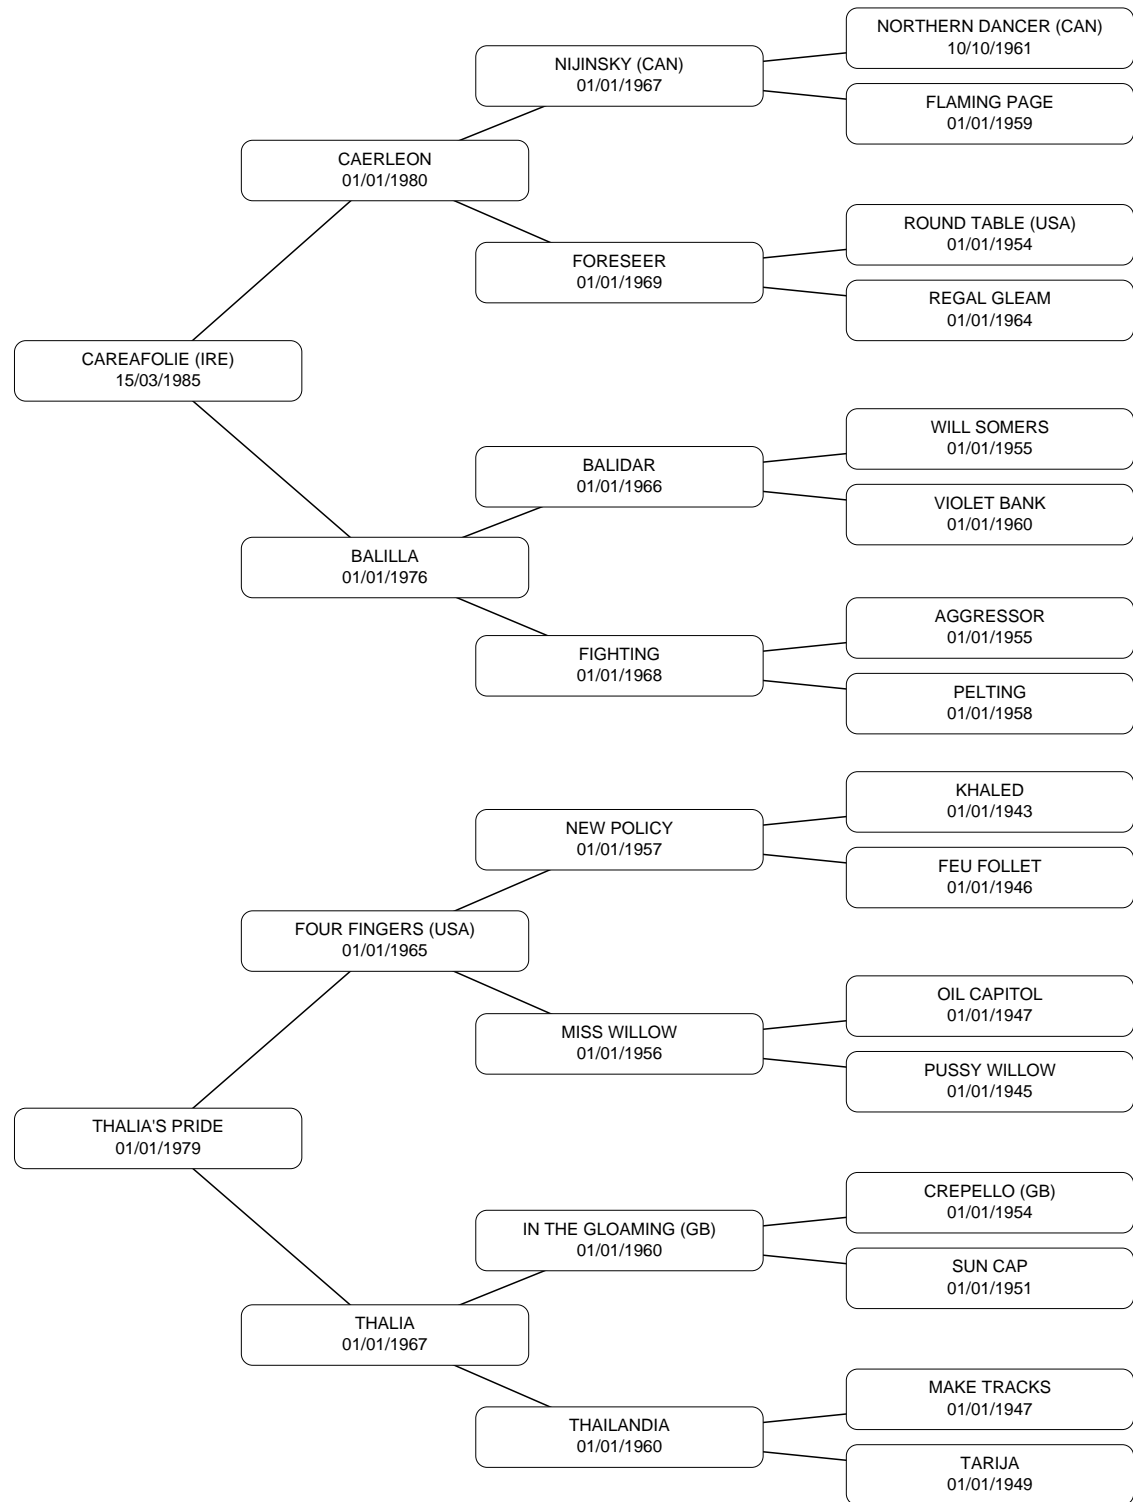 NORTHERN DANCER (CAN)
10/10/1961
NIJINSKY (CAN)
01/01/1967
FLAMING PAGE
01/01/1959
CAERLEON
01/01/1980
ROUND TABLE (USA)
01/01/1954
FORESEER
01/01/1969
REGAL GLEAM
01/01/1964
CAREAFOLIE (IRE)
15/03/1985
WILL SOMERS
01/01/1955
BALIDAR
01/01/1966
VIOLET BANK
01/01/1960
BALILLA
01/01/1976
AGGRESSOR
01/01/1955
FIGHTING
01/01/1968
PELTING
01/01/1958
KHALED
01/01/1943
NEW POLICY
01/01/1957
FEU FOLLET
01/01/1946
FOUR FINGERS (USA)
01/01/1965
OIL CAPITOL
01/01/1947
MISS WILLOW
01/01/1956
PUSSY WILLOW
01/01/1945
THALIA'S PRIDE
01/01/1979
CREPELLO (GB)
01/01/1954
IN THE GLOAMING (GB)
01/01/1960
SUN CAP
01/01/1951
THALIA
01/01/1967
MAKE TRACKS
01/01/1947
THAILANDIA
01/01/1960
TARIJA
01/01/1949